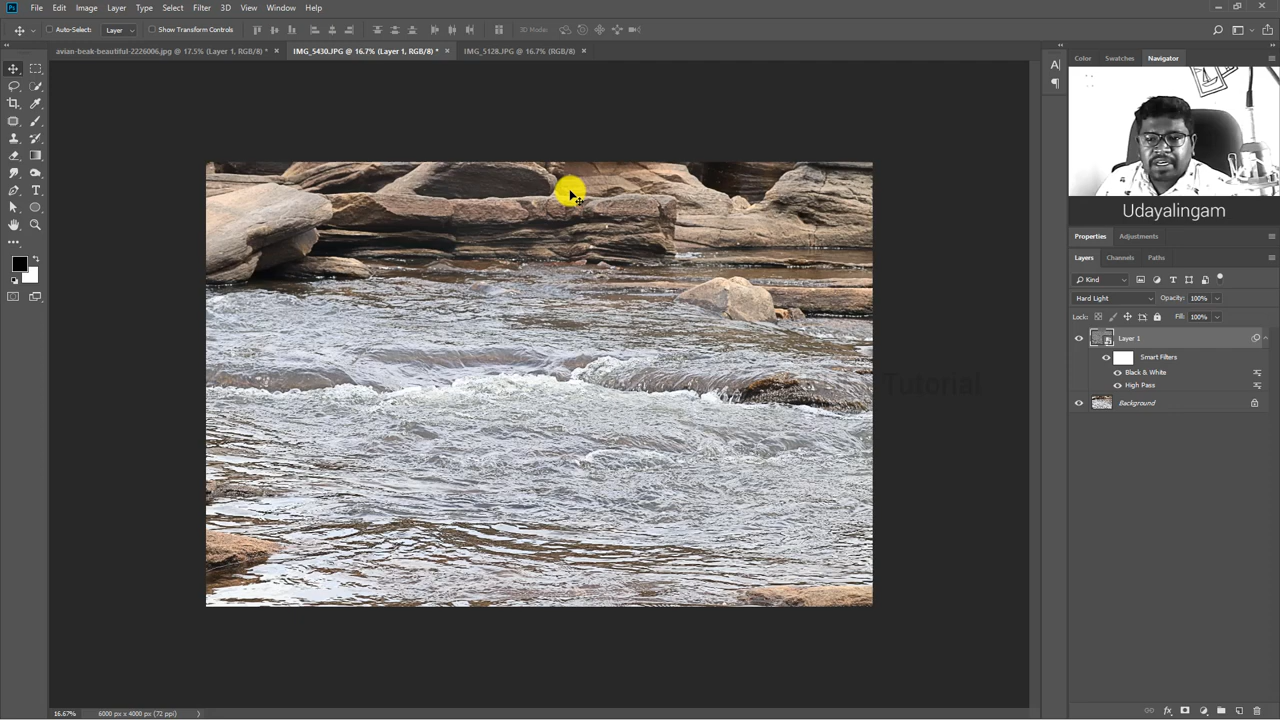 Ps File Edit Image Layer Type Select Filter 3D View Window Help
Auto-Select: Layer Show Transform Controls 3D Mode:
avian-beak-beautiful-2226006.jpg @ 17.5% (Layer 1, RGB/8) * × IMG_5430.JPG @ 16.7% (Layer 1, RGB/8) * × IMG_5128.JPG @ 16.7% (RGB/8) ×
Color Swatches Navigator
Udayalingam
Properties Adjustments
Layers Channels Paths
Kind
Hard Light Opacity: 100%
Lock: Fill: 100%
Layer 1
Smart Filters
Black & White
High Pass
Background
Tutorial
16.67% 6000 px x 4000 px (72 ppi)